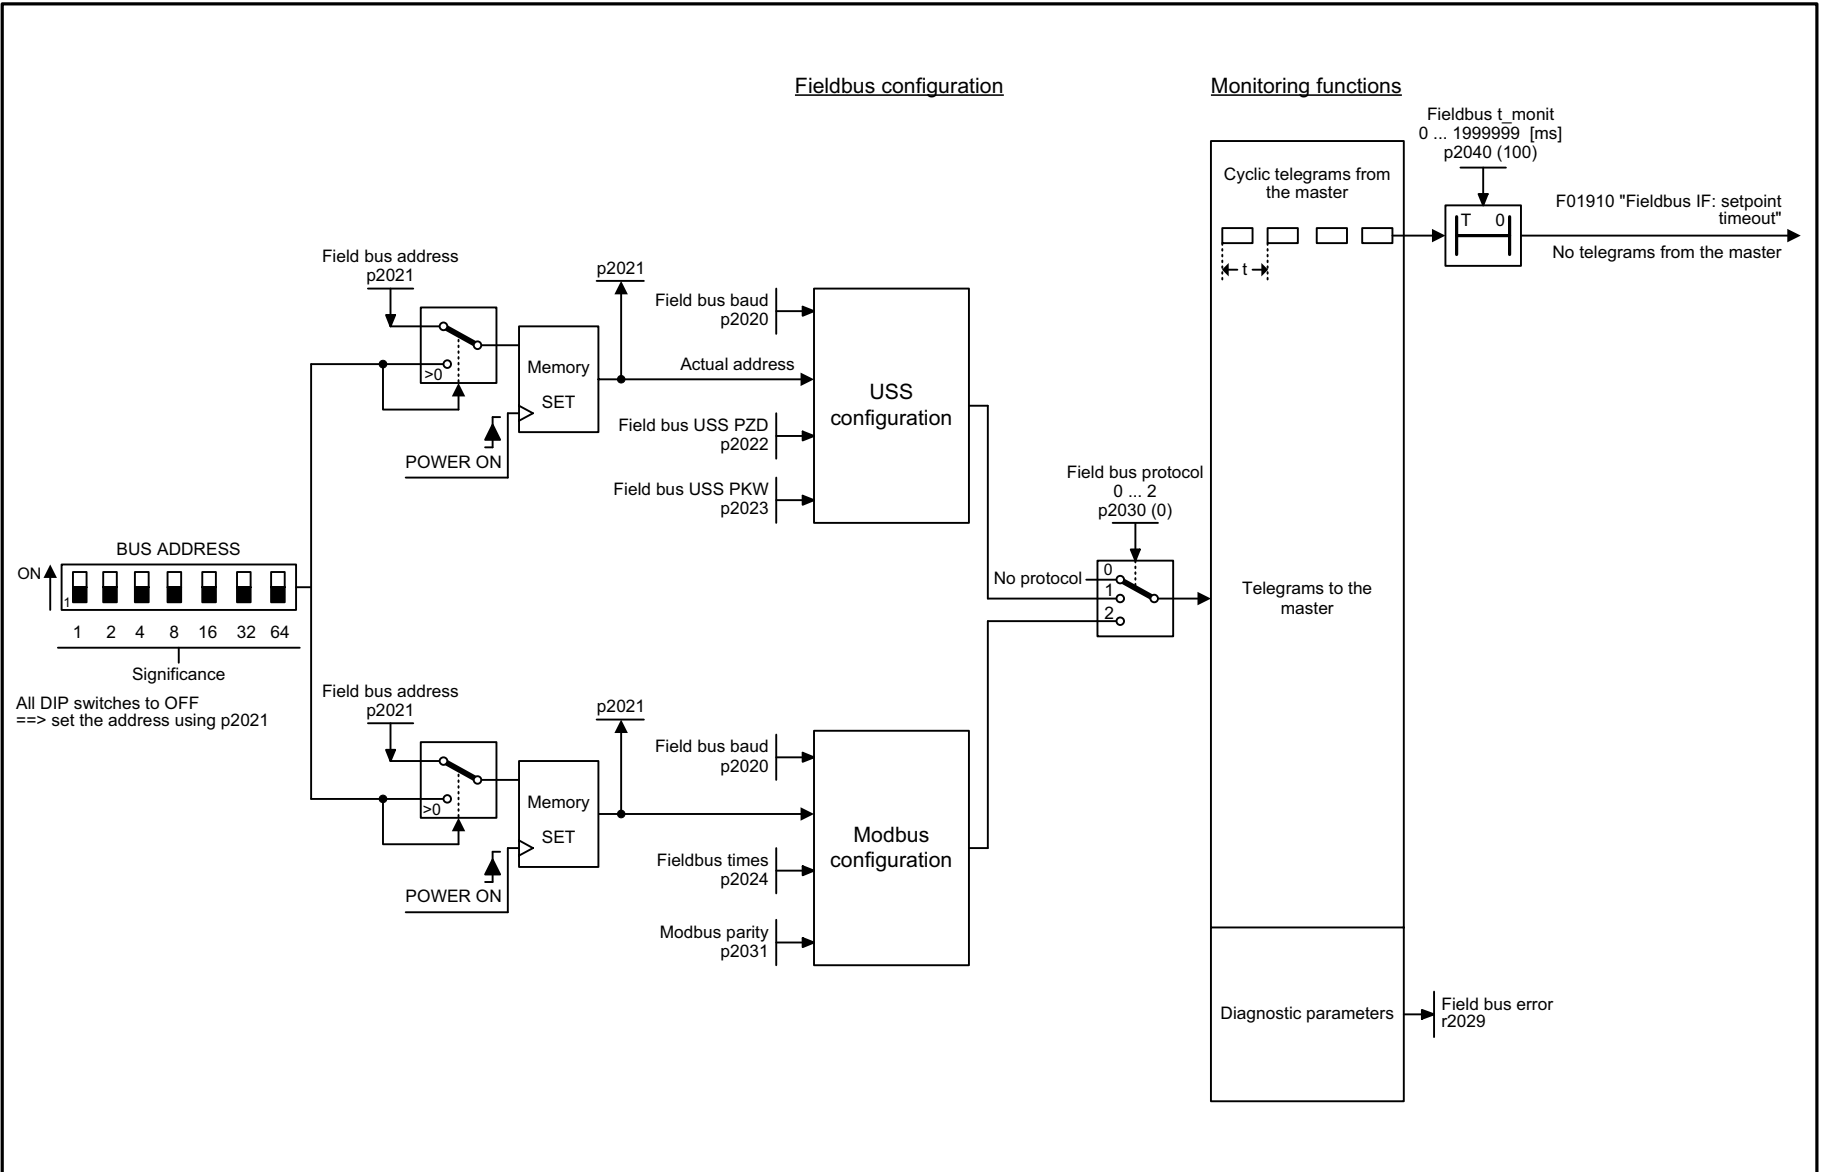 Fieldbus configuration
Monitoring functions
Fieldbus t_monit
0 ... 1999999 [ms]
p2040 (100)
Cyclic telegrams from
the master
T 0
F01910 "Fieldbus IF: setpoint
timeout"
No telegrams from the master
t
Field bus address
p2021
>0
Memory
SET
POWER ON
p2021
Field bus baud
p2020
Actual address
Field bus USS PZD
p2022
Field bus USS PKW
p2023
USS
configuration
Field bus protocol
0 ... 2
p2030 (0)
No protocol
0
1
2
Telegrams to the
master
BUS ADDRESS
ON
1
1 2 4 8 16 32 64
Significance
All DIP switches to OFF
==> set the address using p2021
Field bus address
p2021
>0
Memory
SET
POWER ON
p2021
Field bus baud
p2020
Fieldbus times
p2024
Modbus parity
p2031
Modbus
configuration
Diagnostic parameters
Field bus error
r2029